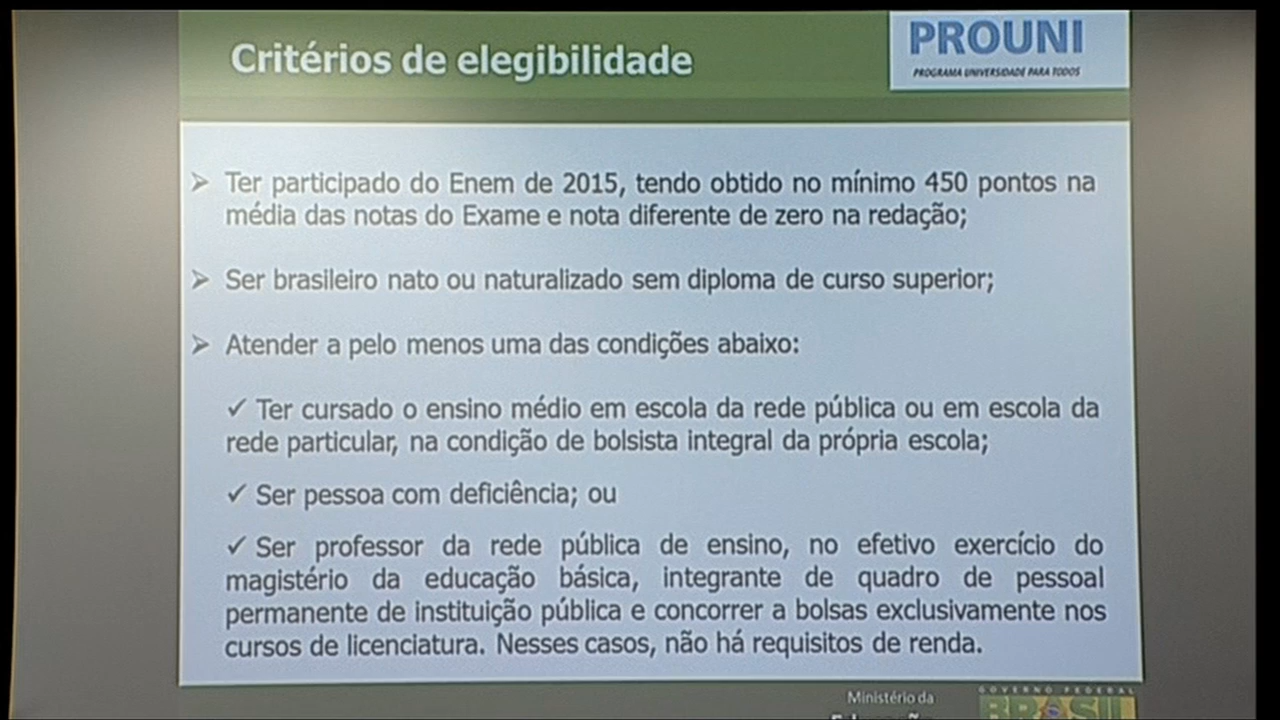 Critérios de elegibilidade
PROUNI
PROGRAMA UNIVERSIDADE PARA TODOS
➢ Ter participado do Enem de 2015, tendo obtido no mínimo 450 pontos na
média das notas do Exame e nota diferente de zero na redação;
➢ Ser brasileiro nato ou naturalizado sem diploma de curso superior;
➢ Atender a pelo menos uma das condições abaixo:
✓ Ter cursado o ensino médio em escola da rede pública ou em escola da
rede particular, na condição de bolsista integral da própria escola;
✓ Ser pessoa com deficiência; ou
✓ Ser professor da rede pública de ensino, no efetivo exercício do
magistério da educação básica, integrante de quadro de pessoal
permanente de instituição pública e concorrer a bolsas exclusivamente nos
cursos de licenciatura. Nesses casos, não há requisitos de renda.
Ministério da
GOVERNO FEDERAL
BRASIL